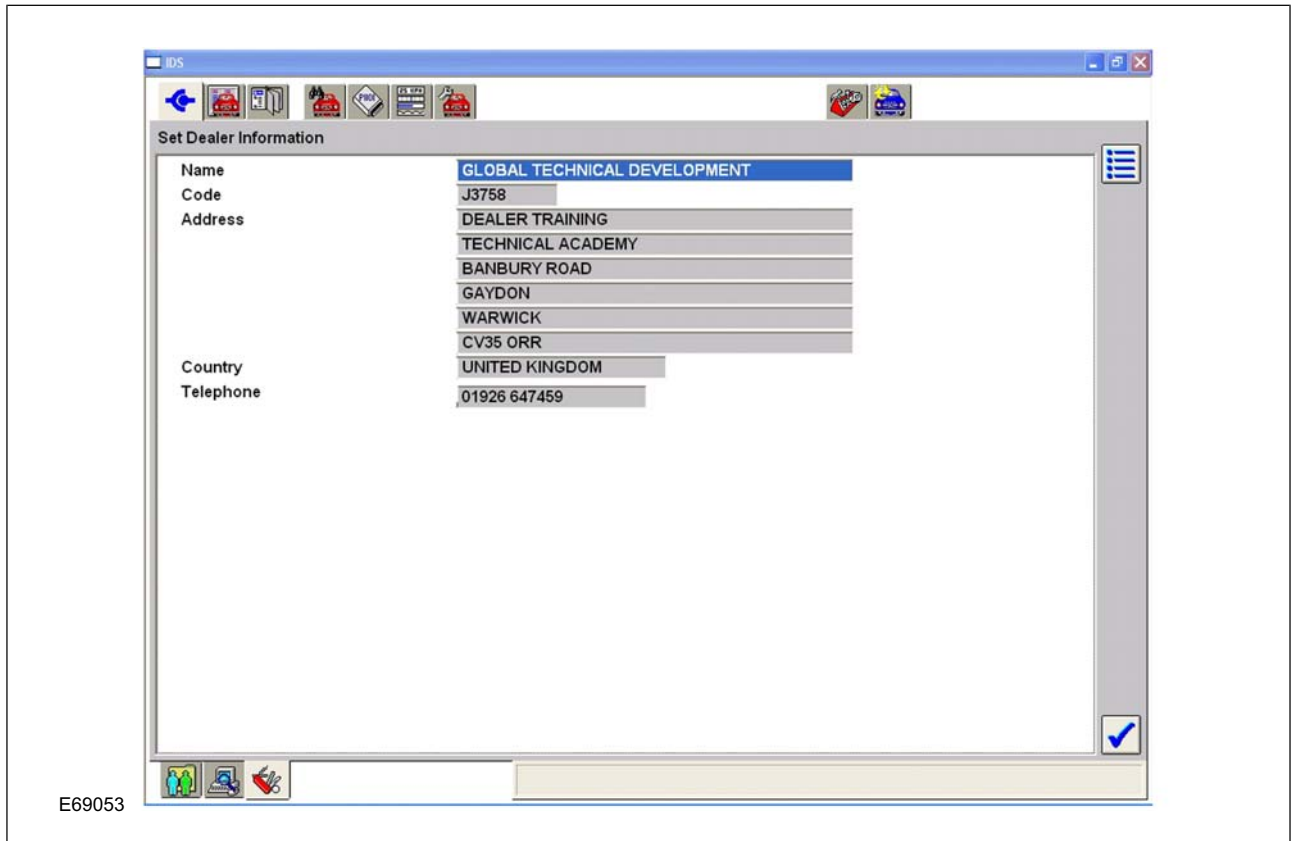 IDS
Set Dealer Information
Name GLOBAL TECHNICAL DEVELOPMENT
Code J3758
Address DEALER TRAINING
TECHNICAL ACADEMY
BANBURY ROAD
GAYDON
WARWICK
CV35 ORR
Country UNITED KINGDOM
Telephone 01926 647459
E69053